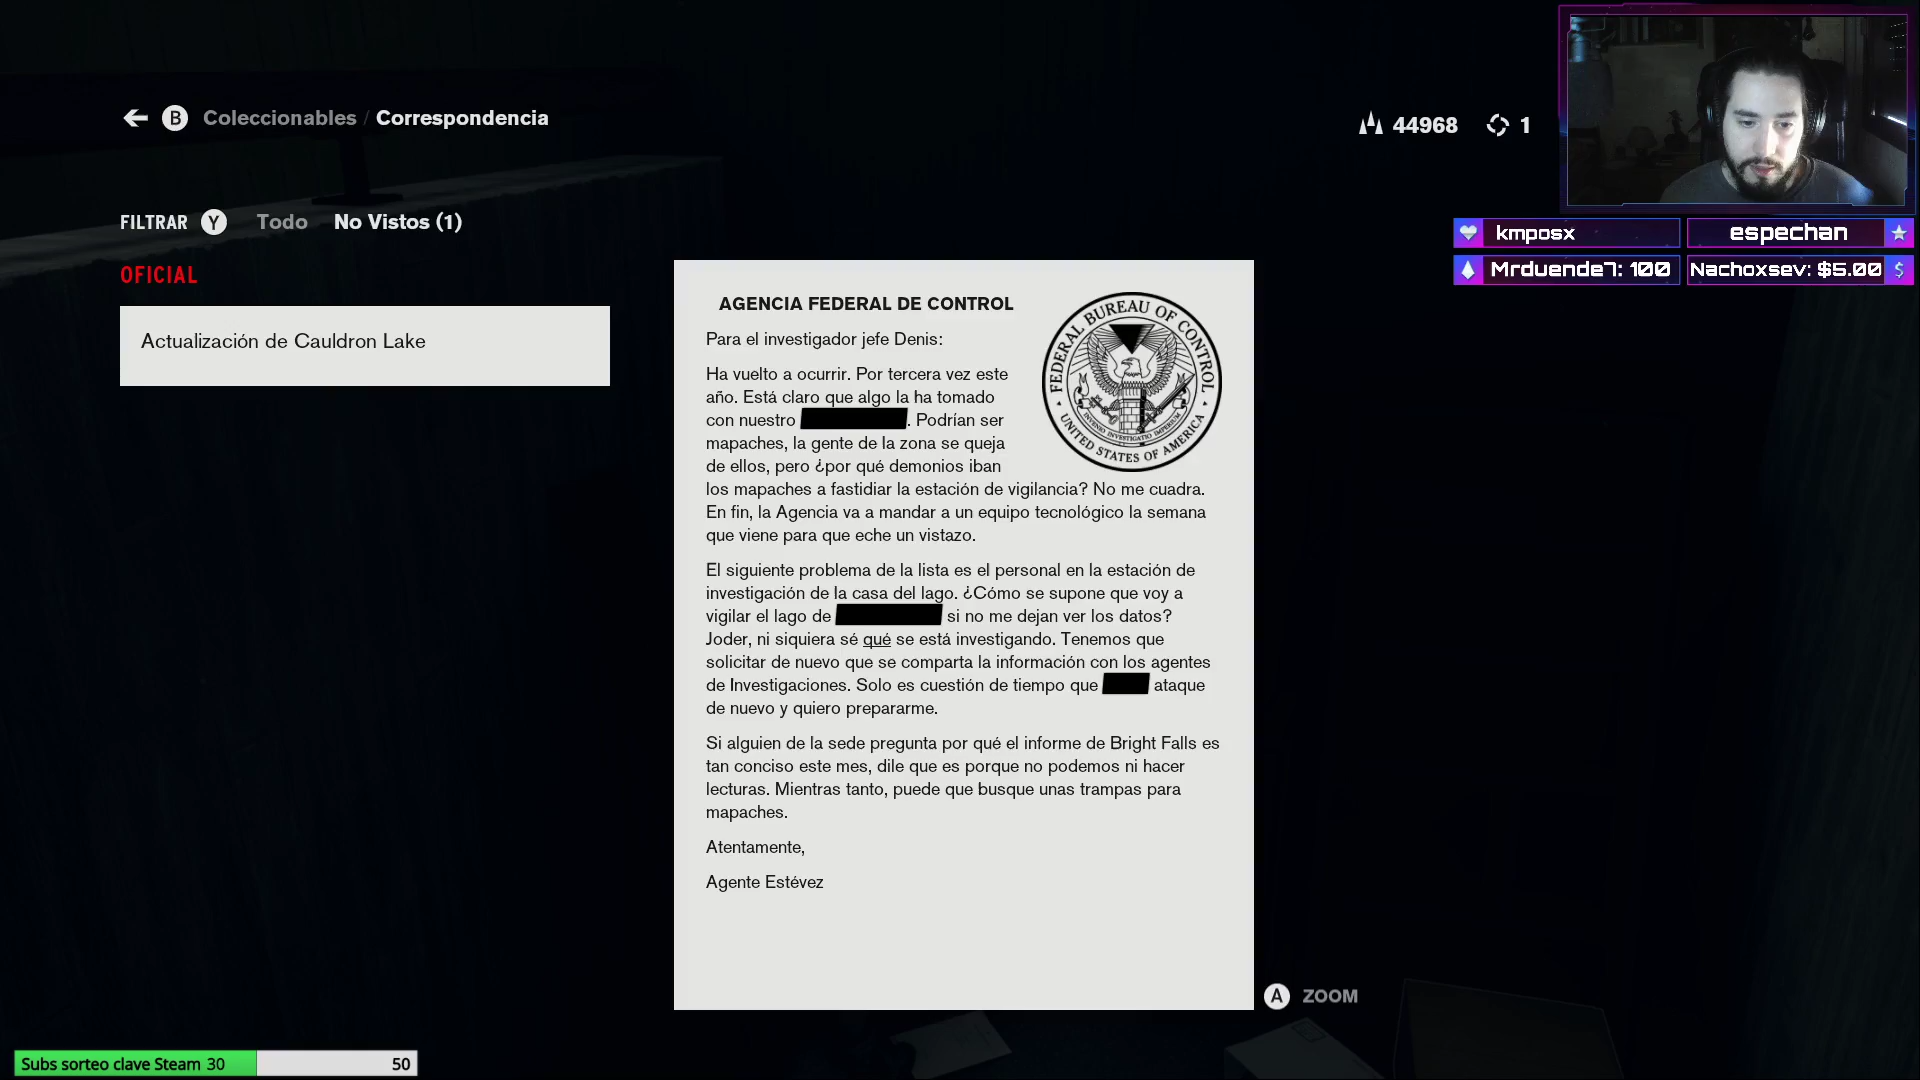 B Coleccionables / Correspondencia
44968 1
kmposx espechan
Mrduende7: 100 Nachoxsev: $5.00 $
FILTRAR Y Todo No Vistos (1)
OFICIAL
Actualización de Cauldron Lake
AGENCIA FEDERAL DE CONTROL
FEDERAL BUREAU OF CONTROL
INVENIO INVESTIGATIO IMPERIUM
UNITED STATES OF AMERICA
Para el investigador jefe Denis:
Ha vuelto a ocurrir. Por tercera vez este
año. Está claro que algo la ha tomado
con nuestro . Podrían ser
mapaches, la gente de la zona se queja
de ellos, pero ¿por qué demonios iban
los mapaches a fastidiar la estación de vigilancia? No me cuadra.
En fin, la Agencia va a mandar a un equipo tecnológico la semana
que viene para que eche un vistazo.
El siguiente problema de la lista es el personal en la estación de
investigación de la casa del lago. ¿Cómo se supone que voy a
vigilar el lago de si no me dejan ver los datos?
Joder, ni siquiera sé qué se está investigando. Tenemos que
solicitar de nuevo que se comparta la información con los agentes
de Investigaciones. Solo es cuestión de tiempo que ataque
de nuevo y quiero prepararme.
Si alguien de la sede pregunta por qué el informe de Bright Falls es
tan conciso este mes, dile que es porque no podemos ni hacer
lecturas. Mientras tanto, puede que busque unas trampas para
mapaches.
Atentamente,
Agente Estévez
A ZOOM
Subs sorteo clave Steam 30 50